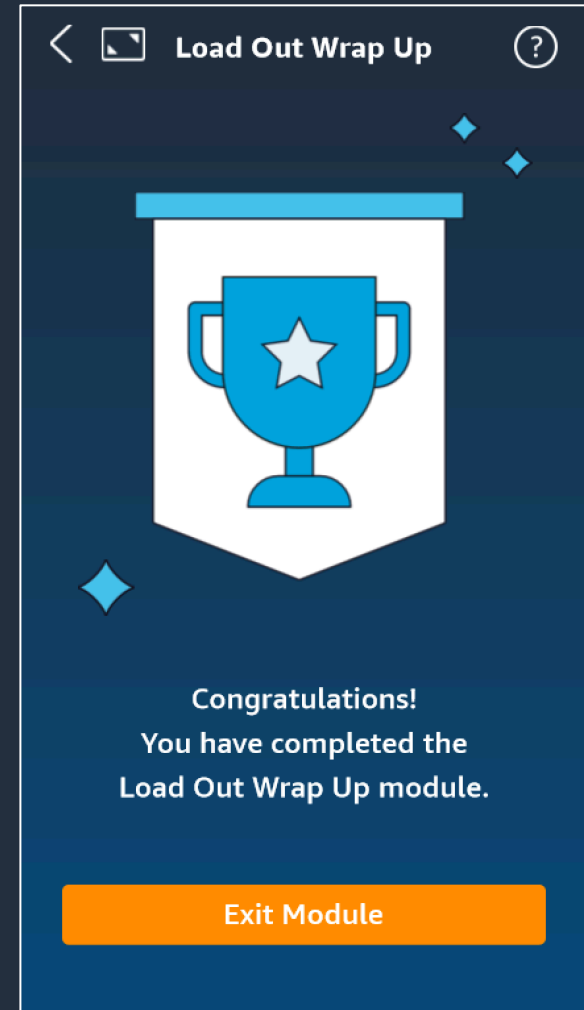 Load Out Wrap Up
?
Congratulations!
You have completed the
Load Out Wrap Up module.
Exit Module